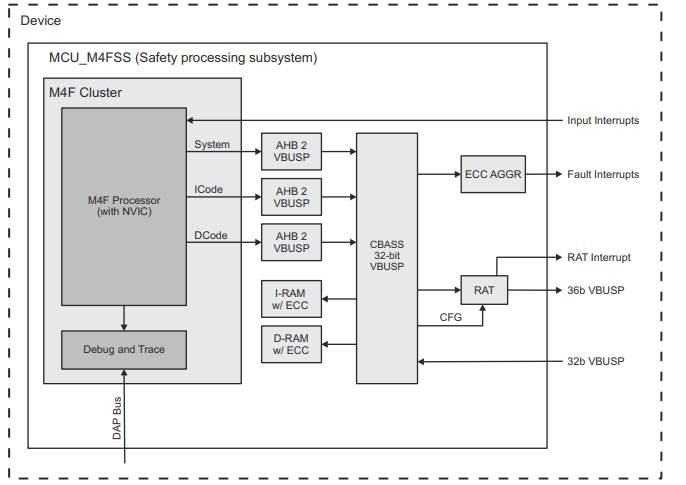 Device
MCU_M4FSS (Safety processing subsystem)
M4F Cluster
Input Interrupts
System
AHB 2
VBUSP
ECC AGGR
Fault Interrupts
M4F Processor
(with NVIC)
ICode
AHB 2
VBUSP
DCode
AHB 2
VBUSP
CBASS
32-bit
VBUSP
RAT Interrupt
I-RAM
w/ ECC
RAT
36b VBUSP
CFG
Debug and Trace
D-RAM
w/ ECC
32b VBUSP
DAP Bus